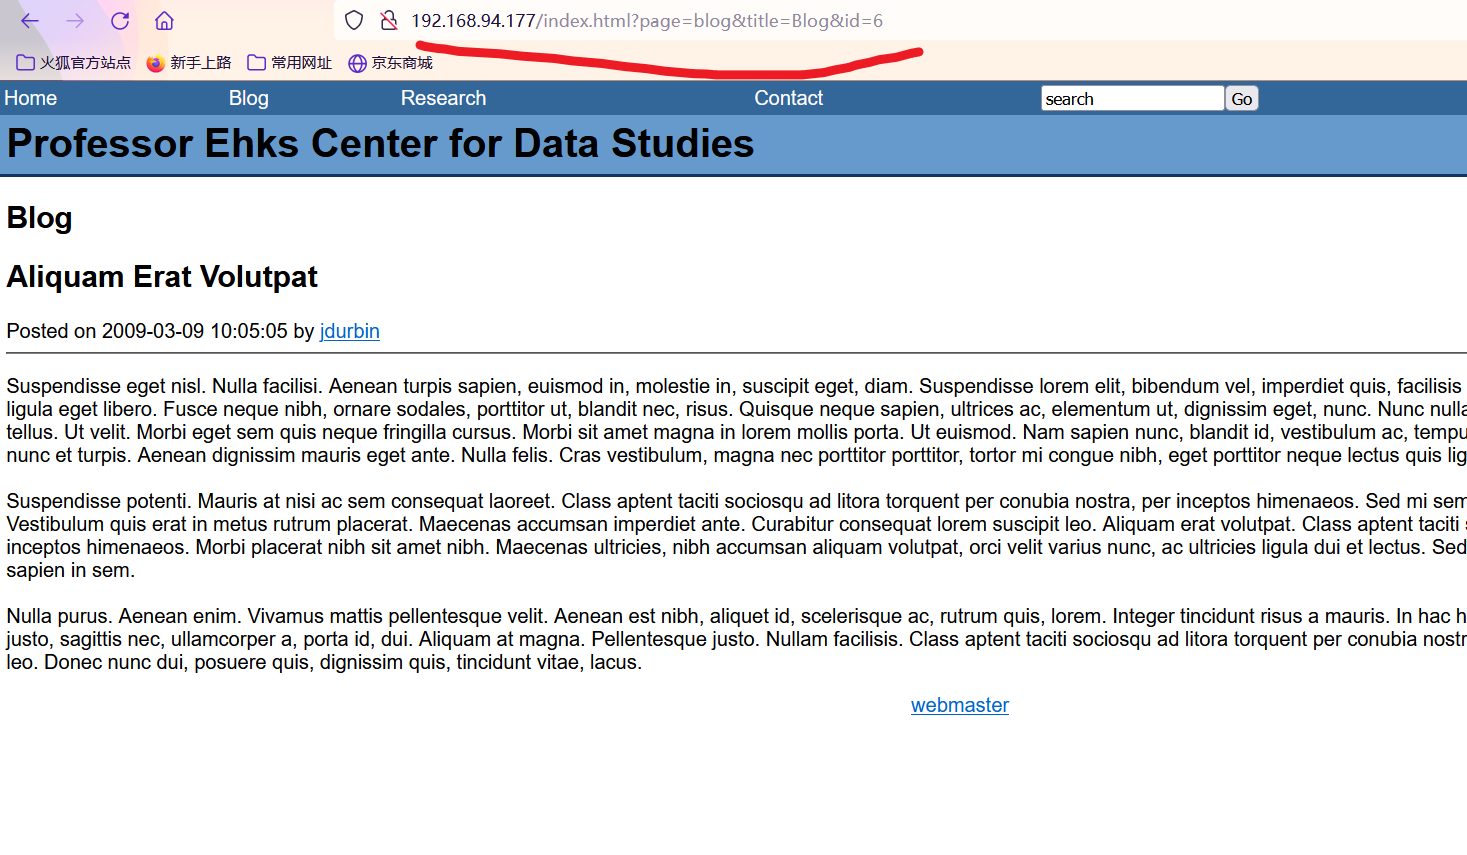 192.168.94.177/index.html?page=blog&title=Blog&id=6
火狐官方站点 新手上路 常用网址 京东商城
Home Blog Research Contact search Go
Professor Ehks Center for Data Studies
Blog
Aliquam Erat Volutpat
Posted on 2009-03-09 10:05:05 by jdurbin
Suspendisse eget nisl. Nulla facilisi. Aenean turpis sapien, euismod in, molestie in, suscipit eget, diam. Suspendisse lorem elit, bibendum vel, imperdiet quis, facilisis
ligula eget libero. Fusce neque nibh, ornare sodales, porttitor ut, blandit nec, risus. Quisque neque sapien, ultrices ac, elementum ut, dignissim eget, nunc. Nunc nulla
tellus. Ut velit. Morbi eget sem quis neque fringilla cursus. Morbi sit amet magna in lorem mollis porta. Ut euismod. Nam sapien nunc, blandit id, vestibulum ac, tempu
nunc et turpis. Aenean dignissim mauris eget ante. Nulla felis. Cras vestibulum, magna nec porttitor porttitor, tortor mi congue nibh, eget porttitor neque lectus quis lig
Suspendisse potenti. Mauris at nisi ac sem consequat laoreet. Class aptent taciti sociosqu ad litora torquent per conubia nostra, per inceptos himenaeos. Sed mi sem
Vestibulum quis erat in metus rutrum placerat. Maecenas accumsan imperdiet ante. Curabitur consequat lorem suscipit leo. Aliquam erat volutpat. Class aptent taciti
inceptos himenaeos. Morbi placerat nibh sit amet nibh. Maecenas ultricies, nibh accumsan aliquam volutpat, orci velit varius nunc, ac ultricies ligula dui et lectus. Sed
sapien in sem.
Nulla purus. Aenean enim. Vivamus mattis pellentesque velit. Aenean est nibh, aliquet id, scelerisque ac, rutrum quis, lorem. Integer tincidunt risus a mauris. In hac h
justo, sagittis nec, ullamcorper a, porta id, dui. Aliquam at magna. Pellentesque justo. Nullam facilisis. Class aptent taciti sociosqu ad litora torquent per conubia nostr
leo. Donec nunc dui, posuere quis, dignissim quis, tincidunt vitae, lacus.
webmaster